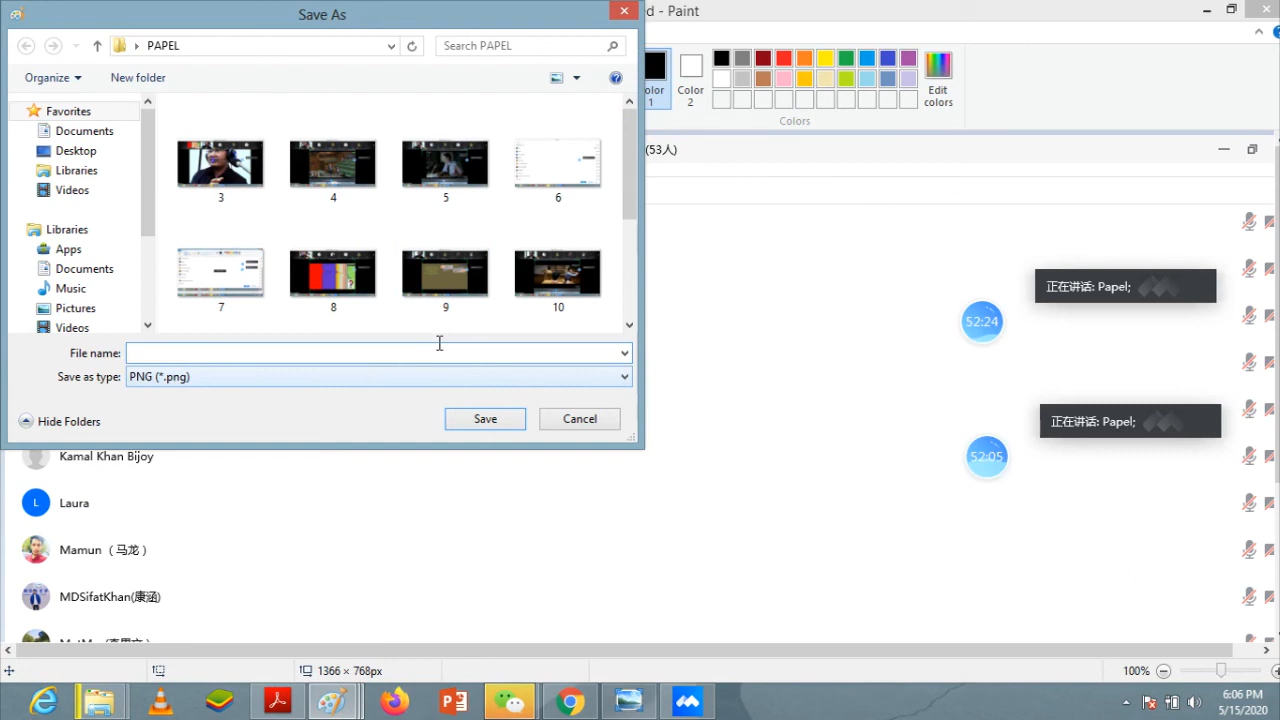 Save As
d - Paint
PAPEL
Search PAPEL
Organize
New folder
Favorites
Documents
Desktop
Libraries
Videos
Libraries
Apps
Documents
Music
Pictures
Videos
3
4
5
6
7
8
9
10
File name:
Save as type:
PNG (*.png)
Hide Folders
Save
Cancel
olor
1
Color
2
Edit
colors
Colors
(53人)
正在讲话: Papel;
52:24
正在讲话: Papel;
52:05
Kamal Khan Bijoy
L
Laura
Mamun （马龙）
MDSifatKhan(康涵)
1366 × 768px
100%
6:06 PM
5/15/2020